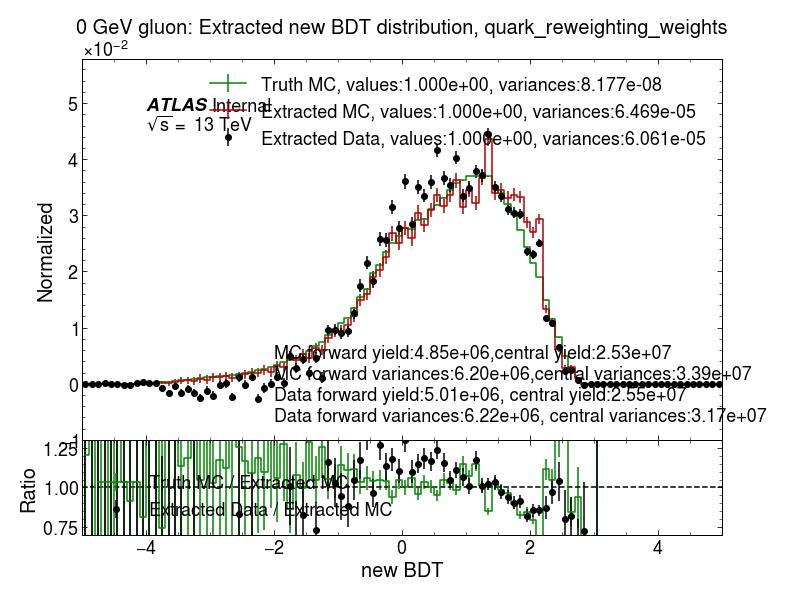 0 GeV gluon: Extracted new BDT distribution, quark_reweighting_weights
×10⁻²
Truth MC, values:1.000e+00, variances:8.177e-08
ATLAS Internal
Extracted MC, values:1.000e+00, variances:6.469e-05
√s = 13 TeV
Extracted Data, values:1.000e+00, variances:6.061e-05
5
4
3
2
1
0
Normalized
MC forward yield:4.85e+06,central yield:2.53e+07
MC forward variances:6.20e+06,central variances:3.39e+07
Data forward yield:5.01e+06, central yield:2.55e+07
Data forward variances:6.22e+06, central variances:3.17e+07
1.25
1.00
0.75
Ratio
Truth MC / Extracted MC
Extracted Data / Extracted MC
−4 −2 0 2 4
new BDT